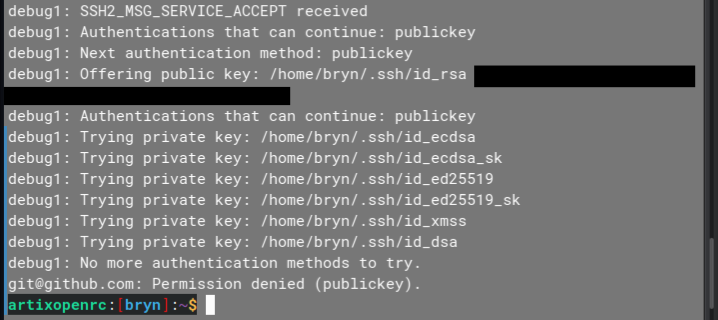 debug1: SSH2_MSG_SERVICE_ACCEPT received
debug1: Authentications that can continue: publickey
debug1: Next authentication method: publickey
debug1: Offering public key: /home/bryn/.ssh/id_rsa
debug1: Authentications that can continue: publickey
debug1: Trying private key: /home/bryn/.ssh/id_ecdsa
debug1: Trying private key: /home/bryn/.ssh/id_ecdsa_sk
debug1: Trying private key: /home/bryn/.ssh/id_ed25519
debug1: Trying private key: /home/bryn/.ssh/id_ed25519_sk
debug1: Trying private key: /home/bryn/.ssh/id_xmss
debug1: Trying private key: /home/bryn/.ssh/id_dsa
debug1: No more authentication methods to try.
git@github.com: Permission denied (publickey).
artixopenrc:[bryn]:~$